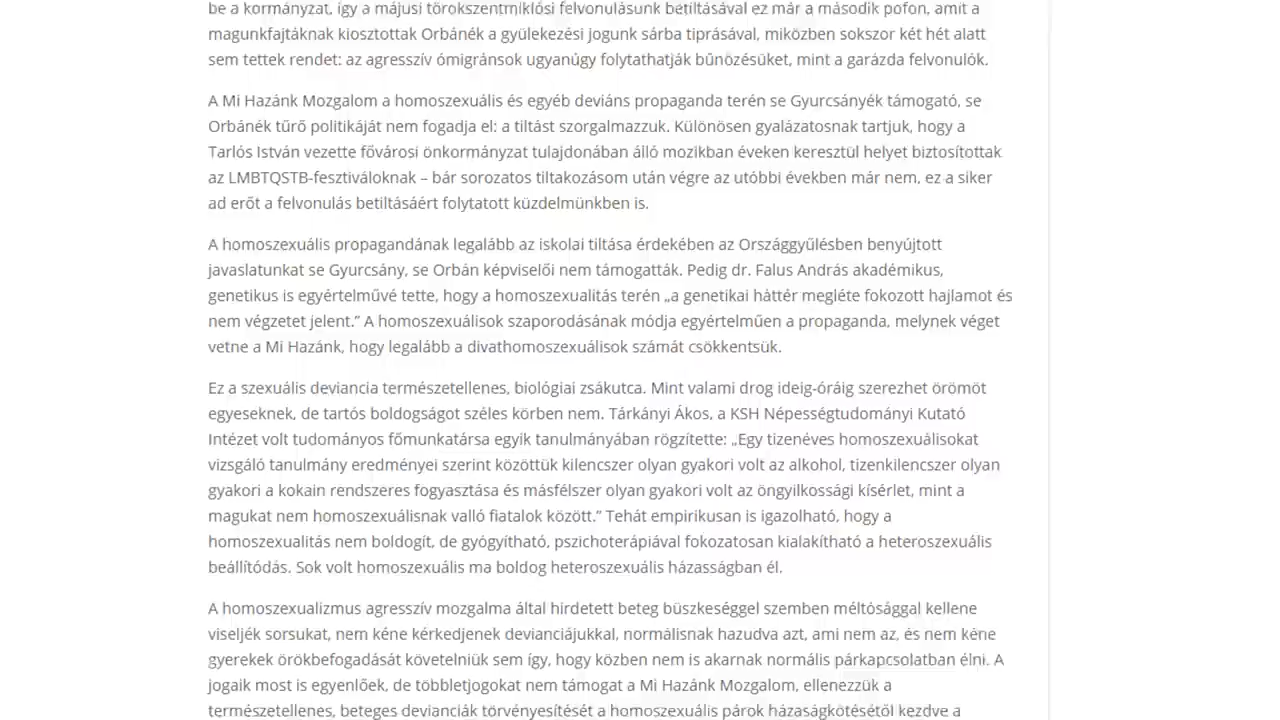 be a kormányzat, így a májusi törökszentmiklósi felvonulásunk betiltásával ez már a második pofon, amit a
magunkfajtáknak kiosztottak Orbánék a gyülekezési jogunk sárba tiprásával, miközben sokszor két hét alatt
sem tettek rendet: az agresszív ómigránsok ugyanúgy folytathatják bűnözésüket, mint a garázda felvonulók.
A Mi Hazánk Mozgalom a homoszexuális és egyéb deviáns propaganda terén se Gyurcsányék támogató, se
Orbánék tűrő politikáját nem fogadja el: a tiltást szorgalmazzuk. Különösen gyalázatosnak tartjuk, hogy a
Tarlós István vezette fővárosi önkormányzat tulajdonában álló mozikban éveken keresztül helyet biztosítottak
az LMBTQSTB-fesztiváloknak – bár sorozatos tiltakozásom után végre az utóbbi években már nem, ez a siker
ad erőt a felvonulás betiltásáért folytatott küzdelmünkben is.
A homoszexuális propagandának legalább az iskolai tiltása érdekében az Országgyűlésben benyújtott
javaslatunkat se Gyurcsány, se Orbán képviselői nem támogatták. Pedig dr. Falus András akadémikus,
genetikus is egyértelművé tette, hogy a homoszexualitás terén „a genetikai háttér megléte fokozott hajlamot és
nem végzetet jelent.” A homoszexuálisok szaporodásának módja egyértelműen a propaganda, melynek véget
vetne a Mi Hazánk, hogy legalább a divathomoszexuálisok számát csökkentsük.
Ez a szexuális deviancia természetellenes, biológiai zsákutca. Mint valami drog ideig-óráig szerezhet örömöt
egyeseknek, de tartós boldogságot széles körben nem. Tárkányi Ákos, a KSH Népességtudományi Kutató
Intézet volt tudományos főmunkatársa egyik tanulmányában rögzítette: „Egy tizenéves homoszexuálisokat
vizsgáló tanulmány eredményei szerint közöttük kilencszer olyan gyakori volt az alkohol, tizenkilencszer olyan
gyakori a kokain rendszeres fogyasztása és másfélszer olyan gyakori volt az öngyilkossági kísérlet, mint a
magukat nem homoszexuálisnak valló fiatalok között.” Tehát empirikusan is igazolható, hogy a
homoszexualitás nem boldogít, de gyógyítható, pszichoterápiával fokozatosan kialakítható a heteroszexuális
beállítódás. Sok volt homoszexuális ma boldog heteroszexuális házasságban él.
A homoszexualizmus agresszív mozgalma által hirdetett beteg büszkeséggel szemben méltósággal kellene
viseljék sorsukat, nem kéne kérkedjenek devianciájukkal, normálisnak hazudva azt, ami nem az, és nem kéne
gyerekek örökbefogadását követelniük sem így, hogy közben nem is akarnak normális párkapcsolatban élni. A
jogaik most is egyenlőek, de többletjogokat nem támogat a Mi Hazánk Mozgalom, ellenezzük a
természetellenes, beteges devianciák törvényesítését a homoszexuális párok házaságkötésétől kezdve a